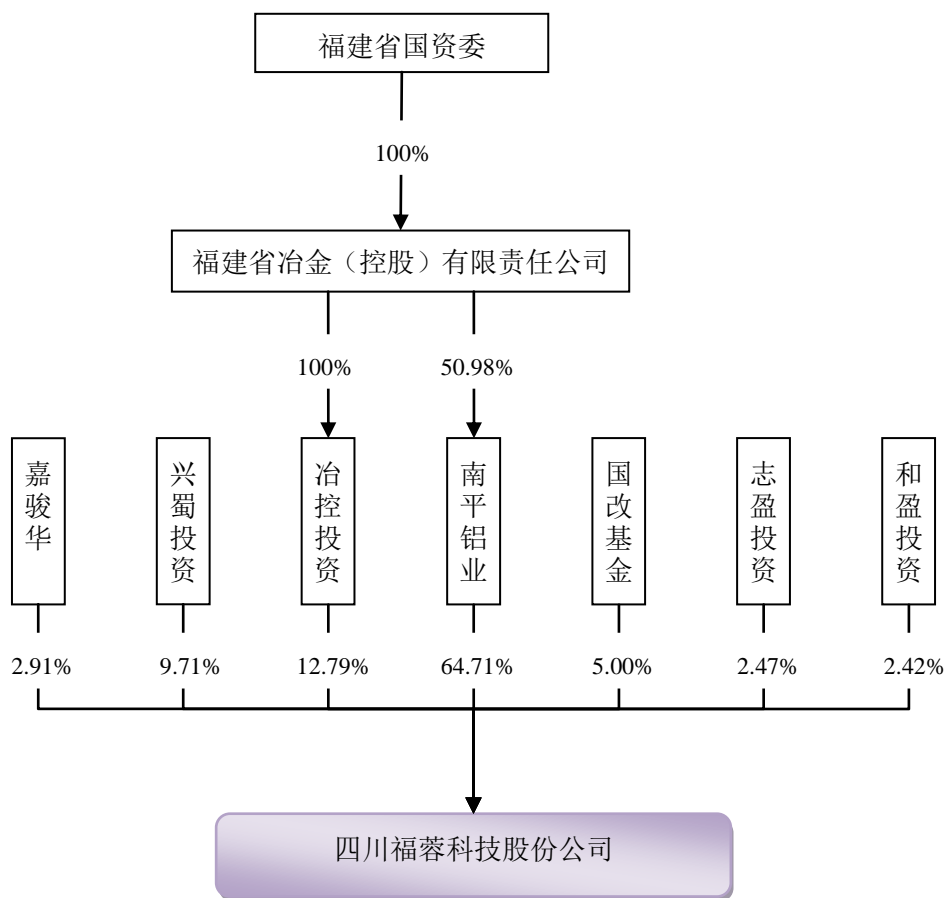 福建省国资委
100%
福建省冶金（控股）有限责任公司
100%
50.98%
嘉骏华
兴蜀投资
冶控投资
南平铝业
国改基金
志盈投资
和盈投资
2.91%
9.71%
12.79%
64.71%
5.00%
2.47%
2.42%
四川福蓉科技股份公司